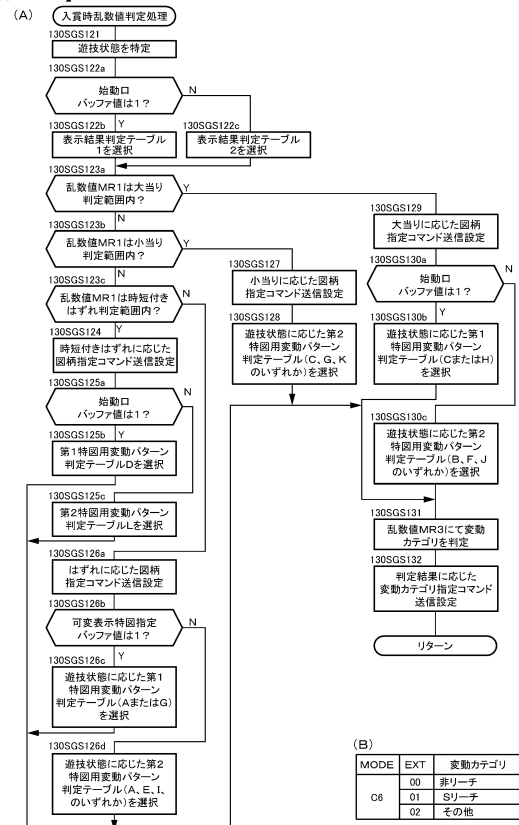 (A)
入賞時乱数値判定処理
130SGS121
遊技状態を特定
130SGS122a
始動口
バッファ値は1？
N
Y
130SGS122b
表示結果判定テーブル
1を選択
130SGS122c
表示結果判定テーブル
2を選択
130SGS123a
乱数値MR1は大当り
判定範囲内？
Y
N
130SGS123b
乱数値MR1は小当り
判定範囲内？
Y
N
130SGS123c
乱数値MR1は時短付き
はずれ判定範囲内？
N
Y
130SGS124
時短付きはずれに応じた
図柄指定コマンド送信設定
130SGS125a
始動口
バッファ値は1？
N
Y
130SGS125b
第1特図用変動パターン
判定テーブルDを選択
130SGS125c
第2特図用変動パターン
判定テーブルLを選択
130SGS126a
はずれに応じた図柄
指定コマンド送信設定
130SGS126b
可変表示特図指定
バッファ値は1？
N
Y
130SGS126c
遊技状態に応じた第1
特図用変動パターン
判定テーブル(AまたはG)
を選択
130SGS126d
遊技状態に応じた第2
特図用変動パターン
判定テーブル(A、E、I、
のいずれか)を選択
130SGS127
小当りに応じた図柄
指定コマンド送信設定
130SGS128
遊技状態に応じた第2
特図用変動パターン
判定テーブル(C、G、K
のいずれか)を選択
130SGS129
大当りに応じた図柄
指定コマンド送信設定
130SGS130a
始動口
バッファ値は1？
N
Y
130SGS130b
遊技状態に応じた第1
特図用変動パターン
判定テーブル(CまたはH)
を選択
130SGS130c
遊技状態に応じた第2
特図用変動パターン
判定テーブル(B、F、J
のいずれか)を選択
130SGS131
乱数値MR3にて変動
カテゴリを判定
130SGS132
判定結果に応じた
変動カテゴリ指定コマンド
送信設定
リターン
(B)
MODE EXT 変動カテゴリ
C6 00 非リーチ
01 Sリーチ
02 その他